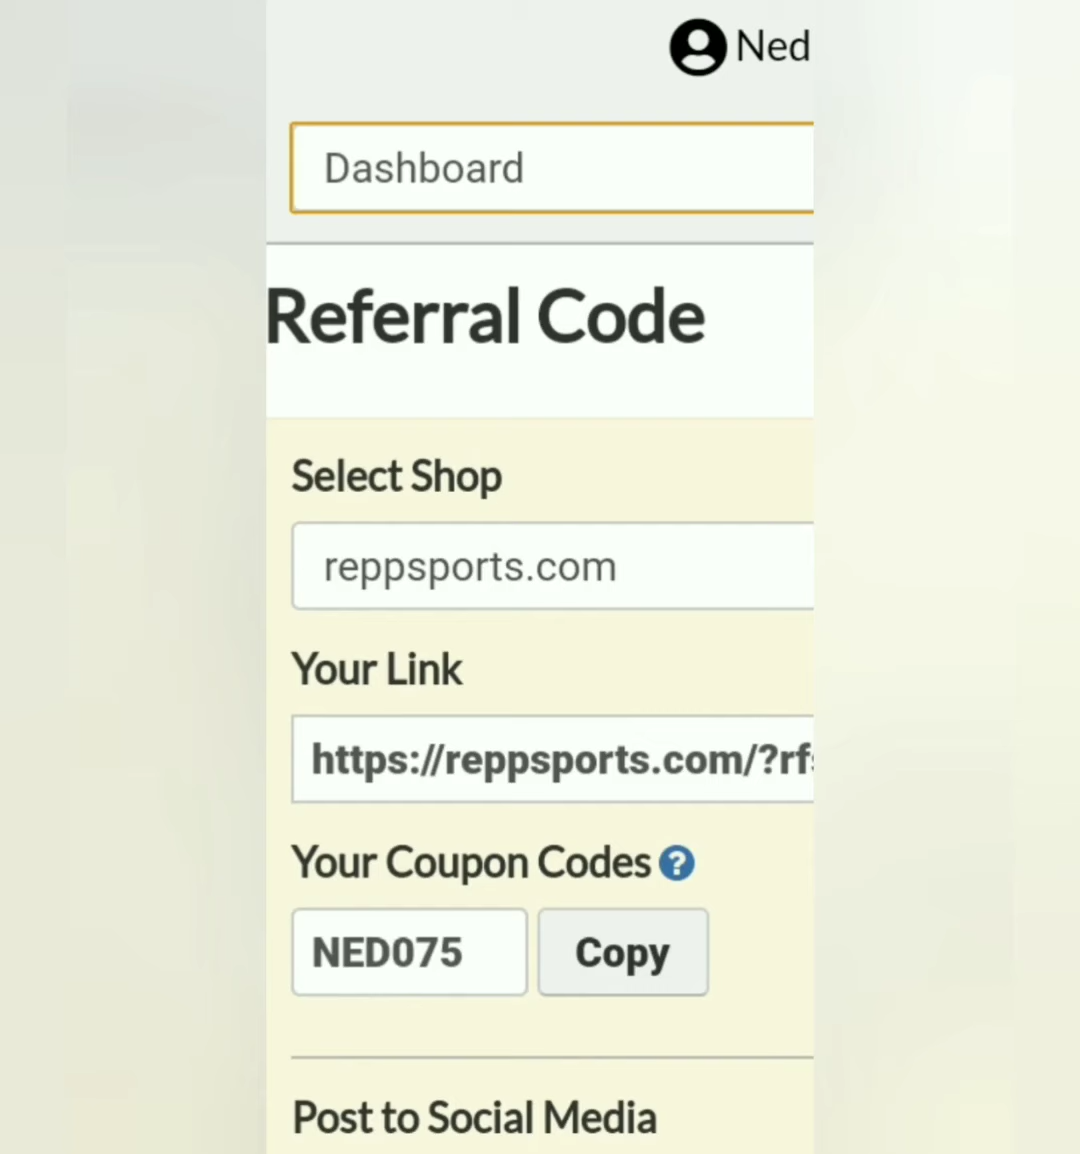 Ned
Dashboard
Referral Code
Select Shop
reppsports.com
Your Link
https://reppsports.com/?rf
Your Coupon Codes ?
NED075 Copy
Post to Social Media